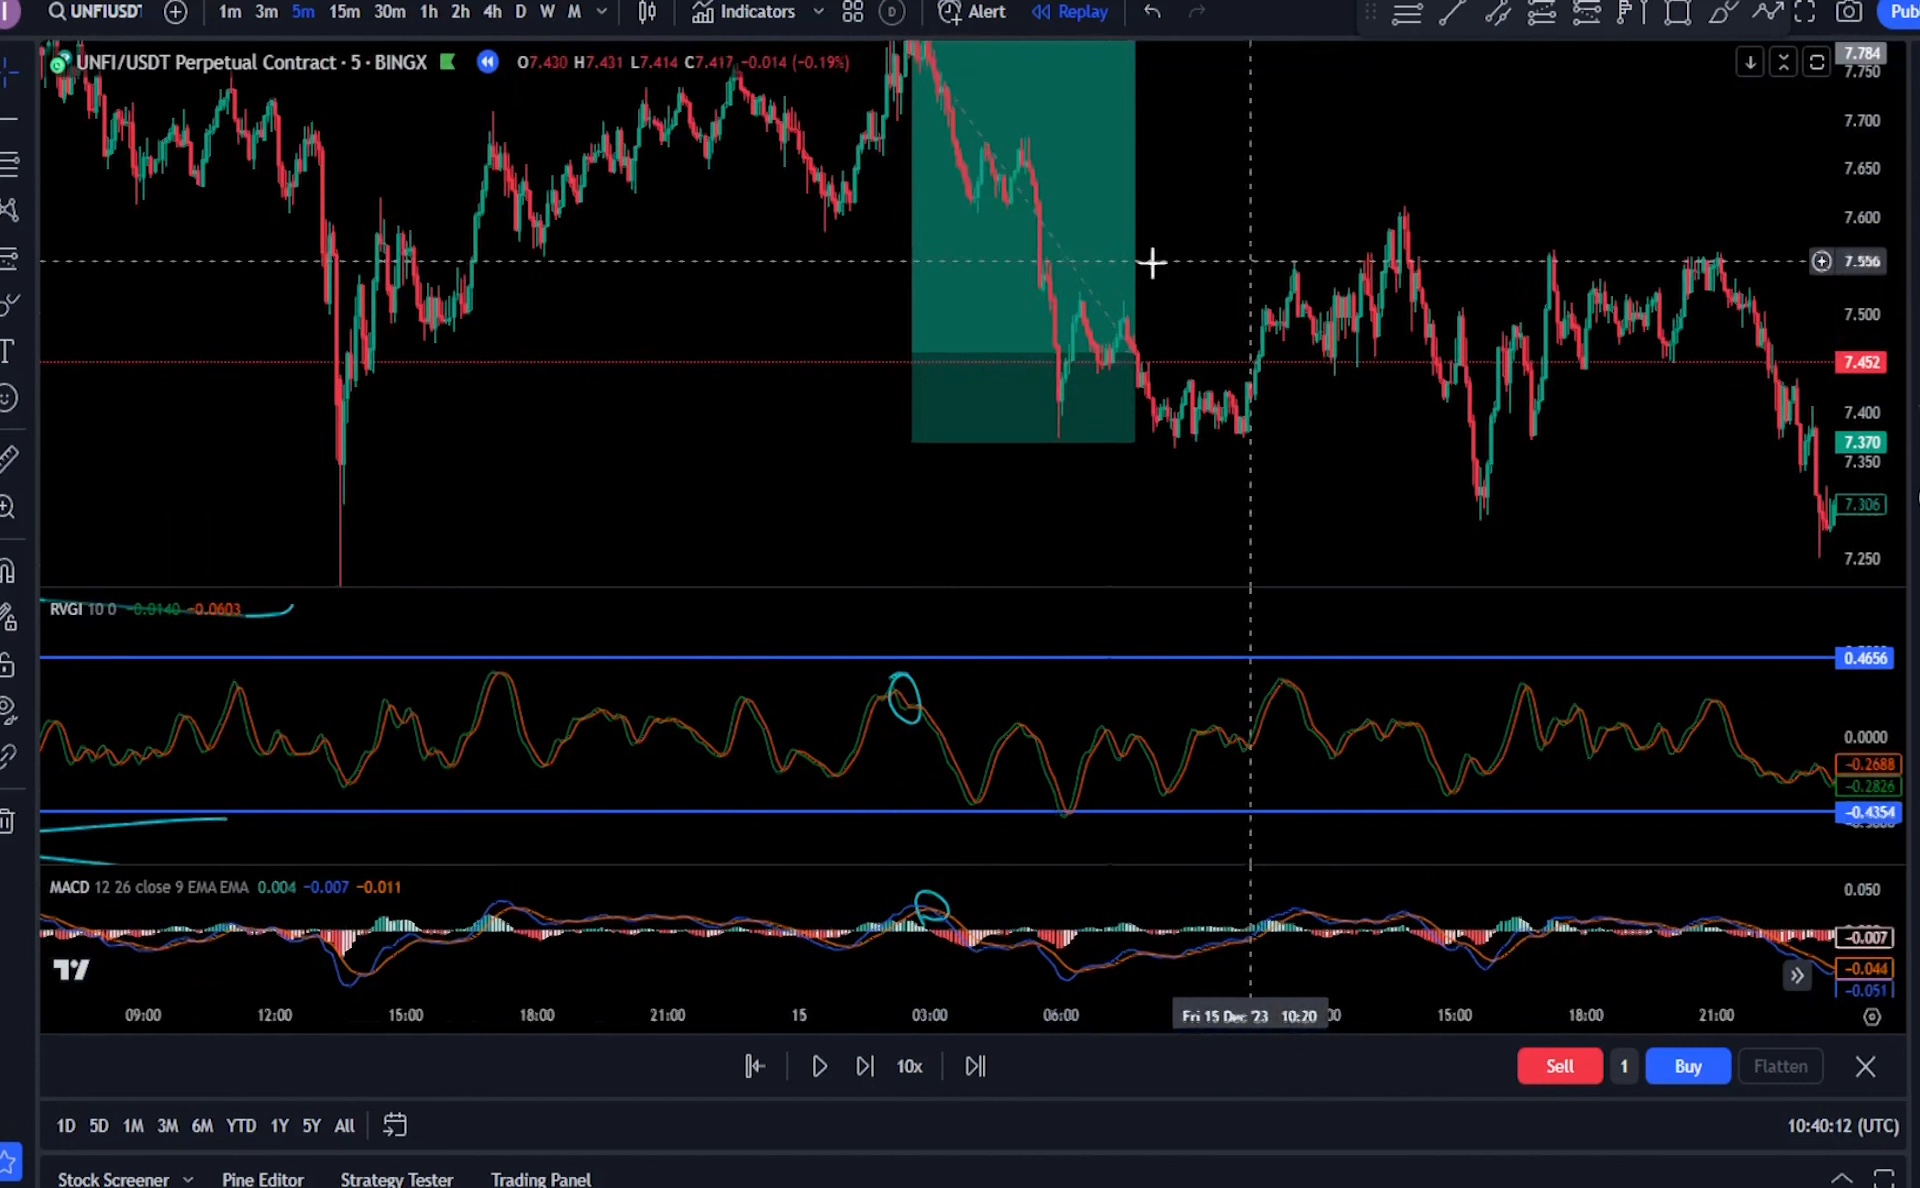 UNFIUSDT 1m 3m 5m 15m 30m 1h 2h 4h D W M Indicators D Alert Replay Pub
UNFI/USDT Perpetual Contract · 5 · BINGX O7.430 H7.431 L7.414 C7.417 −0.014 (−0.19%)
7.784
7.750
7.700
7.650
7.600
7.556
7.500
7.452
7.400
7.370
7.350
7.306
7.250
RVGI 10 0 −0.0140 −0.0603
0.4656
0.0000
−0.2688
−0.2826
−0.4354
MACD 12 26 close 9 EMA EMA 0.004 −0.007 −0.011
0.050
−0.007
−0.044
−0.051
09:00 12:00 15:00 18:00 21:00 15 03:00 06:00 Fri 15 Dec '23 10:20 15:00 18:00 21:00
10x Sell 1 Buy Flatten
1D 5D 1M 3M 6M YTD 1Y 5Y All 10:40:12 (UTC)
Stock Screener Pine Editor Strategy Tester Trading Panel